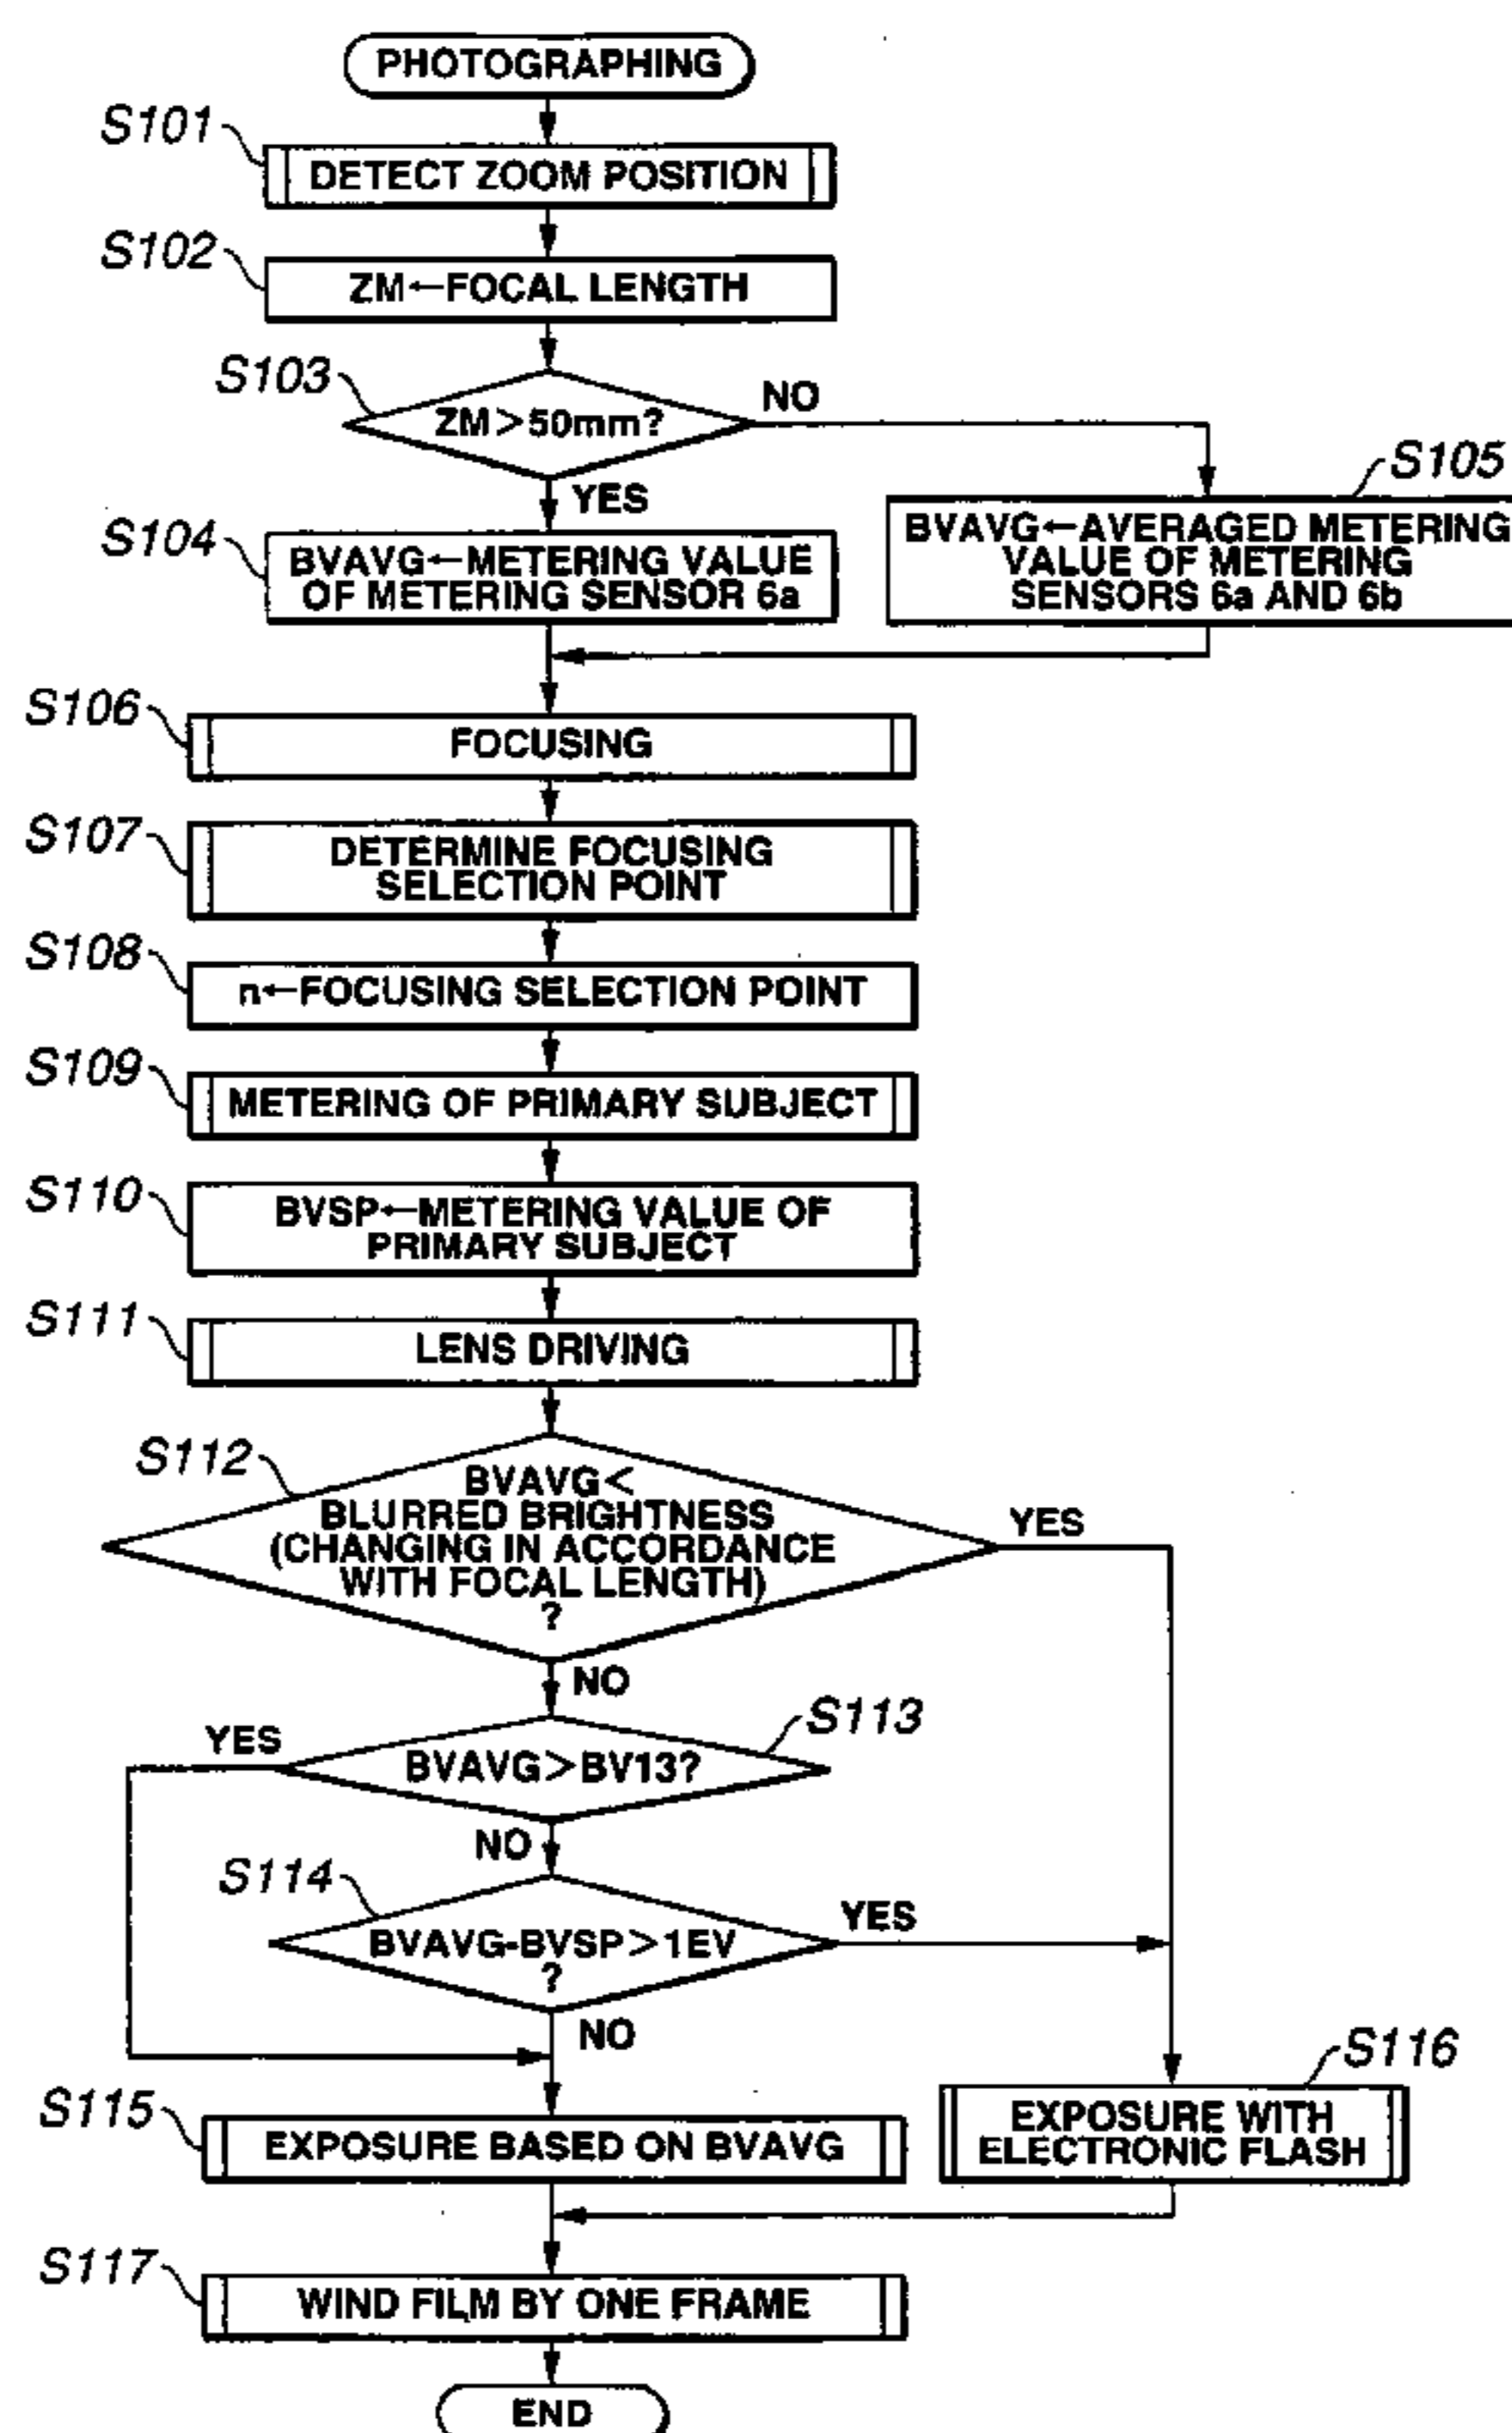 PHOTOGRAPHING
S101
DETECT ZOOM POSITION
S102
ZM←FOCAL LENGTH
S103
ZM>50mm?
NO
YES
S104
BVAVG←METERING VALUE
OF METERING SENSOR 6a
S105
BVAVG←AVERAGED METERING
VALUE OF METERING
SENSORS 6a AND 6b
S106
FOCUSING
S107
DETERMINE FOCUSING
SELECTION POINT
S108
n←FOCUSING SELECTION POINT
S109
METERING OF PRIMARY SUBJECT
S110
BVSP←METERING VALUE OF
PRIMARY SUBJECT
S111
LENS DRIVING
S112
BVAVG<
BLURRED BRIGHTNESS
(CHANGING IN ACCORDANCE
WITH FOCAL LENGTH)
?
YES
NO
S113
YES
BVAVG>BV13?
NO
S114
BVAVG-BVSP>1EV
?
YES
NO
S115
EXPOSURE BASED ON BVAVG
S116
EXPOSURE WITH
ELECTRONIC FLASH
S117
WIND FILM BY ONE FRAME
END